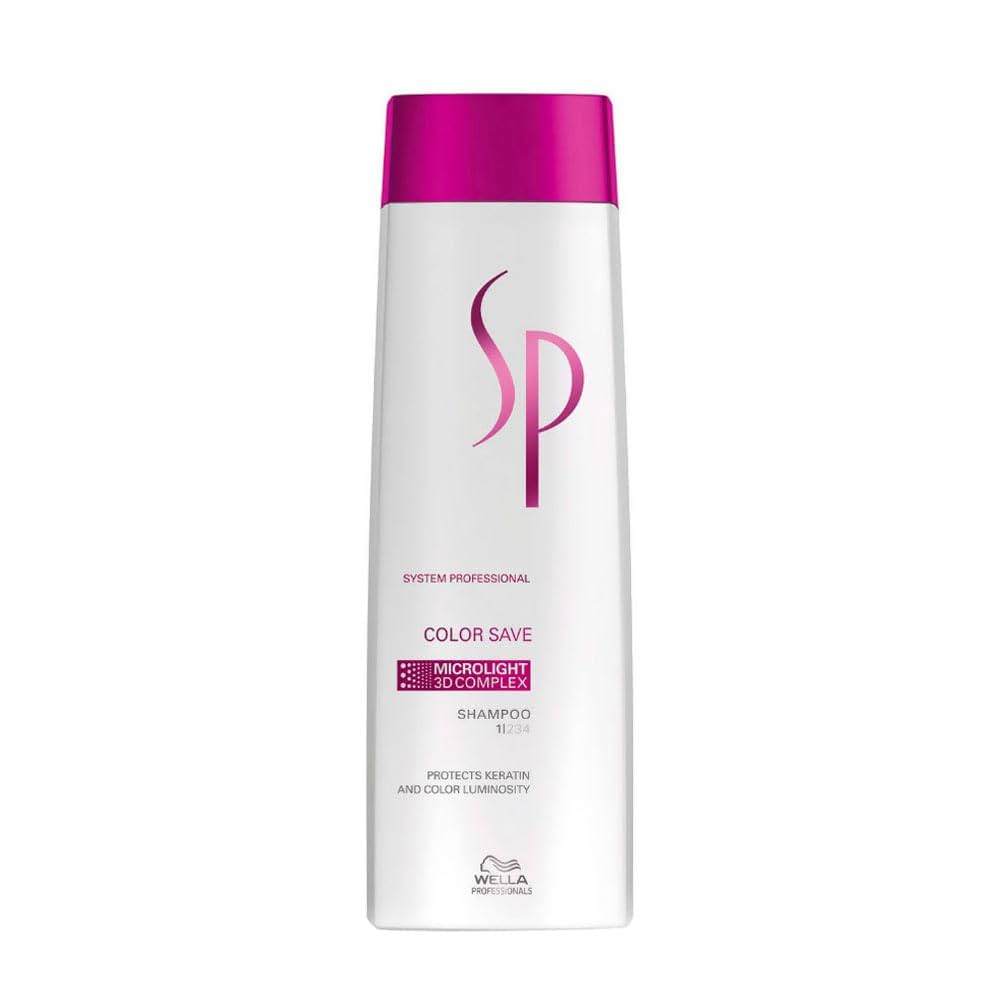 SP
SYSTEM PROFESSIONAL
COLOR SAVE
MICROLIGHT
3D COMPLEX
SHAMPOO
1|234
PROTECTS KERATIN
AND COLOR LUMINOSITY
WELLA
PROFESSIONALS